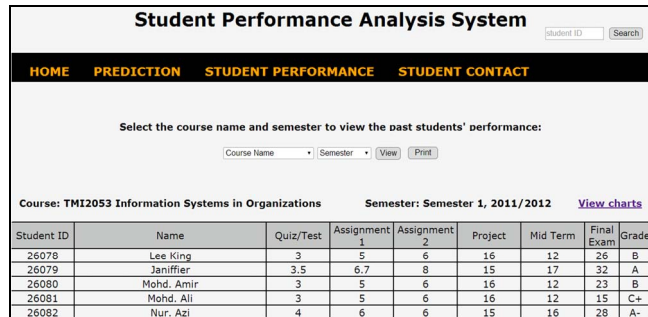 Student Performance Analysis System
student ID Search
HOME PREDICTION STUDENT PERFORMANCE STUDENT CONTACT
Select the course name and semester to view the past students' performance:
Course Name Semester View Print
Course: TMI2053 Information Systems in Organizations Semester: Semester 1, 2011/2012 View charts
Student ID Name Quiz/Test Assignment 1 Assignment 2 Project Mid Term Final Exam Grade
26078 Lee King 3 5 6 16 12 26 B
26079 Janiffier 3.5 6.7 8 15 17 32 A
26080 Mohd. Amir 3 5 6 16 12 23 B
26081 Mohd. Ali 3 5 6 16 12 15 C+
26082 Nur. Azi 4 6 6 15 16 28 A-